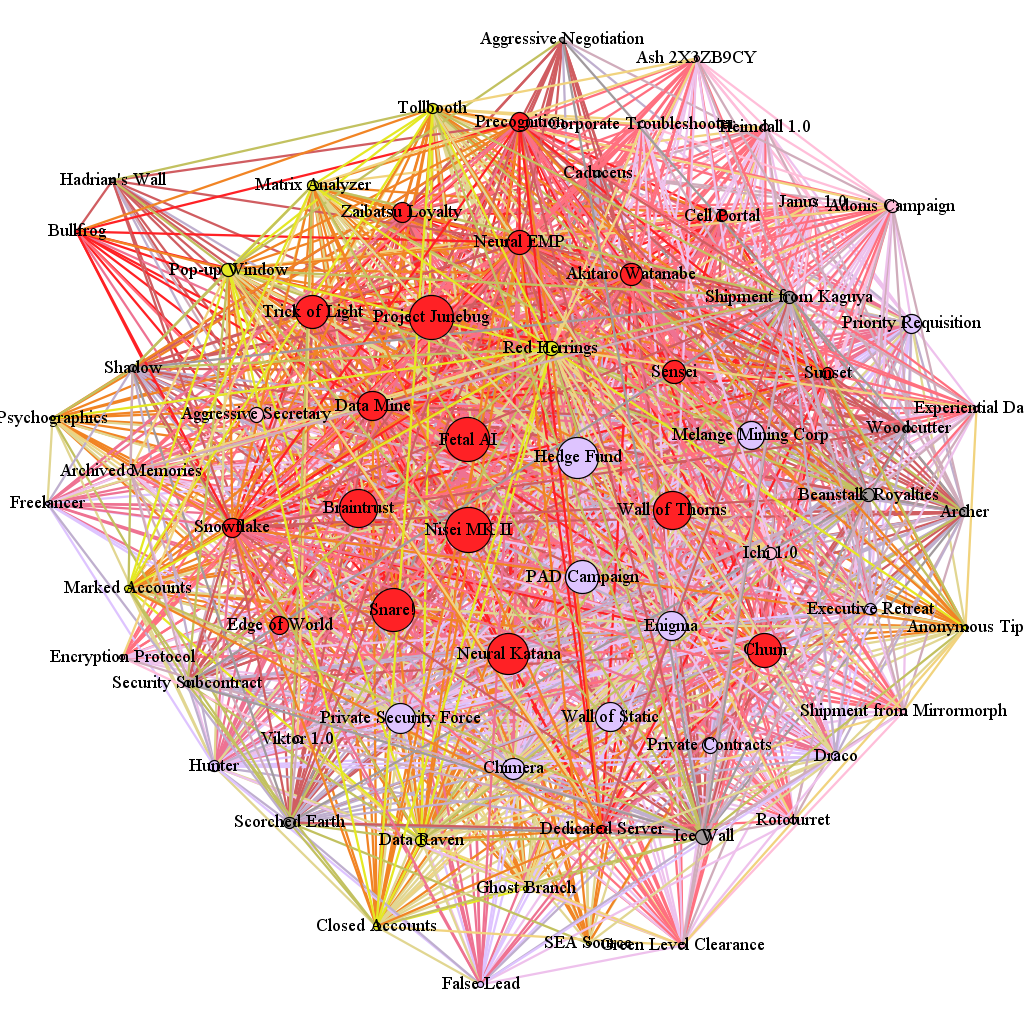 Aggressive Negotiation
Ash 2X3ZB9CY
Tollbooth
Precognition
Corporate Troubleshooter
Heimdall 1.0
Caduceus
Hadrian's Wall
Matrix Analyzer
Zaibatsu Loyalty
Cell Portal
Janus 1.0
Adonis Campaign
Bullfrog
Neural EMP
Pop-up Window
Akitaro Watanabe
Shipment from Kaguya
Trick of Light
Project Junebug
Priority Requisition
Red Herrings
Shadow
Sensei
Sunset
Data Mine
Experiential Da
Psychographics
Aggressive Secretary
Woodcutter
Fetal AI
Melange Mining Corp
Hedge Fund
Archived Memories
Beanstalk Royalties
Freelancer
Braintrust
Wall of Thorns
Archer
Snowflake
Nisei MK II
Ichi 1.0
PAD Campaign
Marked Accounts
Snare!
Executive Retreat
Edge of World
Enigma
Anonymous Tip
Encryption Protocol
Neural Katana
Chum
Security Subcontract
Shipment from Mirrormorph
Private Security Force
Wall of Static
Viktor 1.0
Private Contracts
Draco
Hunter
Chimera
Scorched Earth
Dedicated Server
Rototurret
Data Raven
Ice Wall
Ghost Branch
Closed Accounts
SEA Source
Green Level Clearance
False Lead